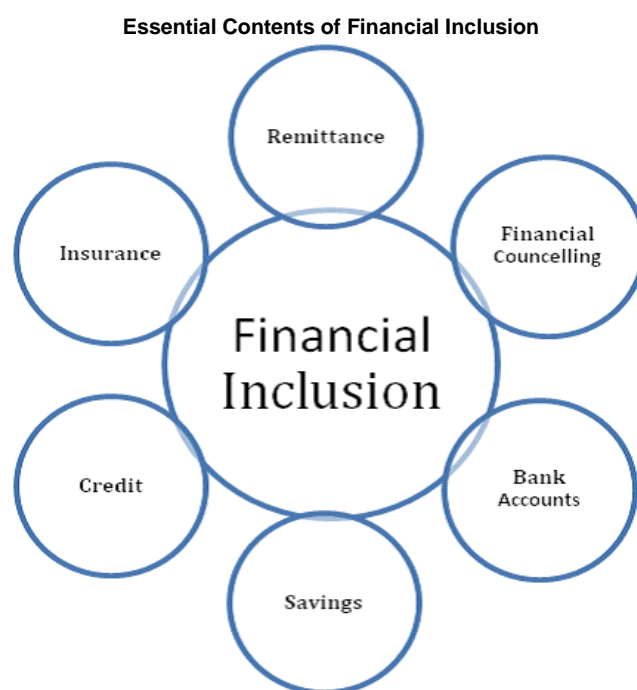 Essential Contents of Financial Inclusion
Remittance
Insurance
Financial
Councelling
Financial
Inclusion
Credit
Bank
Accounts
Savings